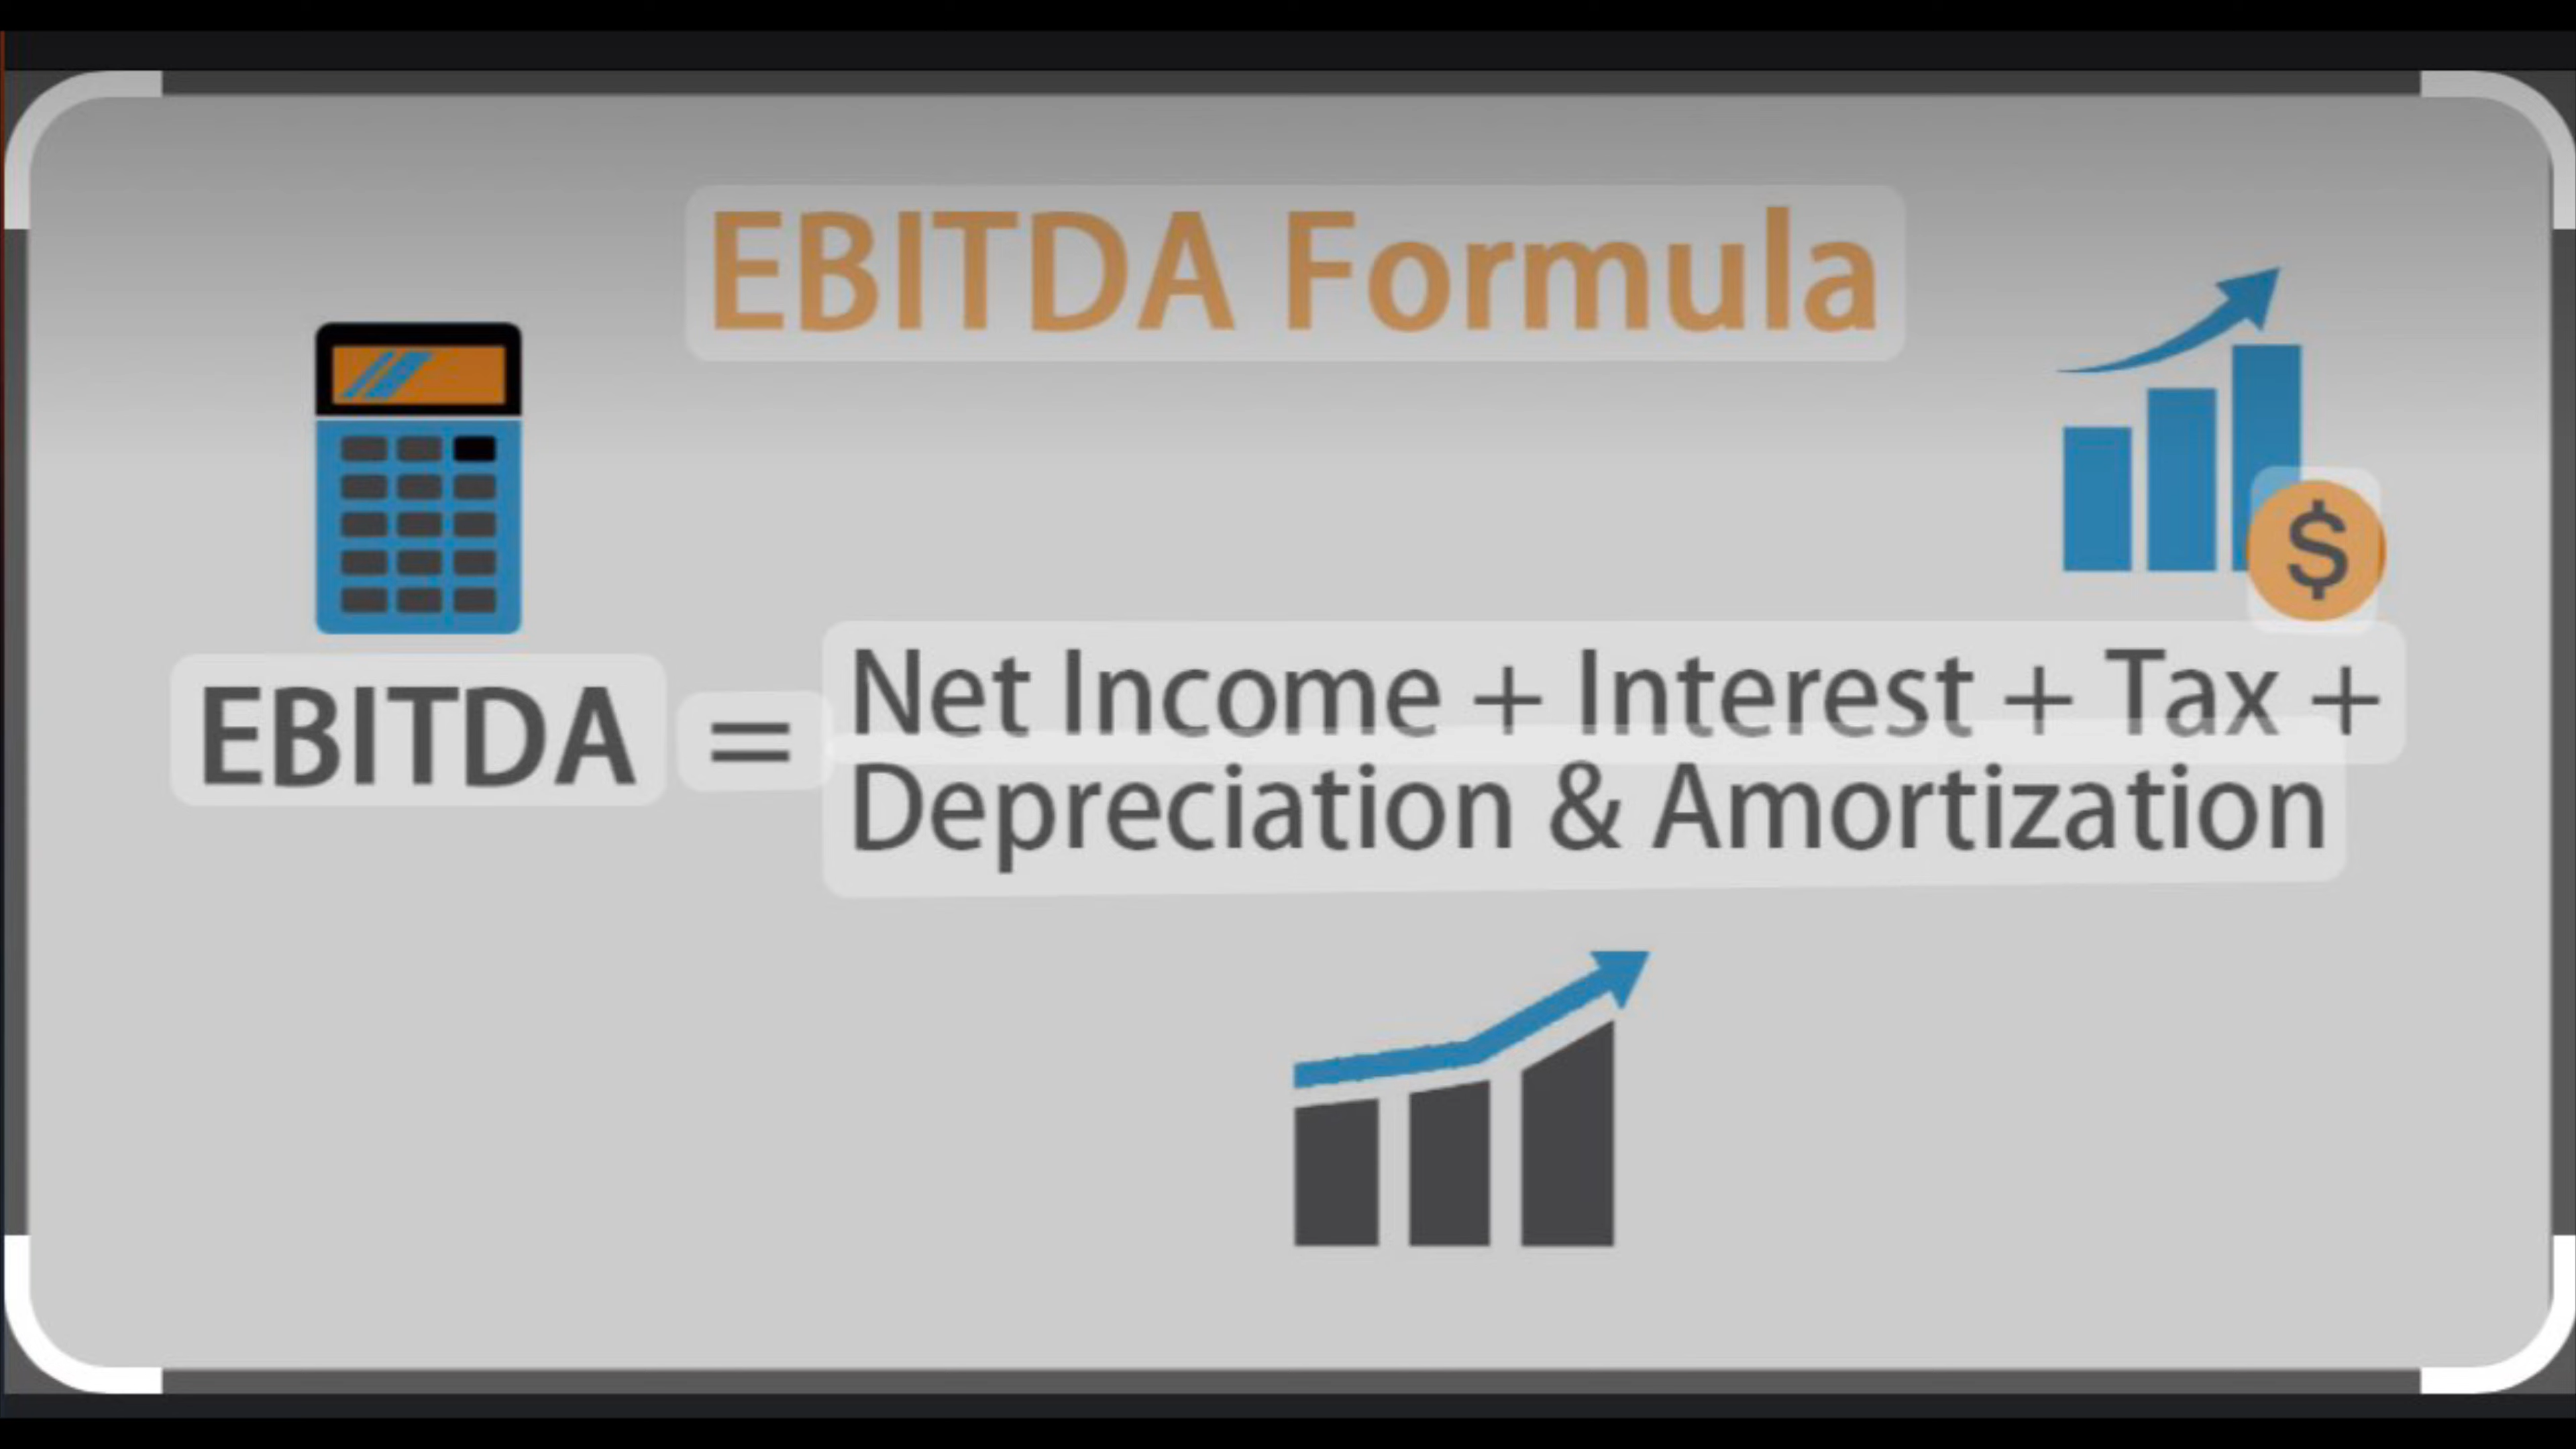 EBITDA Formula
$
EBITDA = Net Income + Interest + Tax +
Depreciation & Amortization